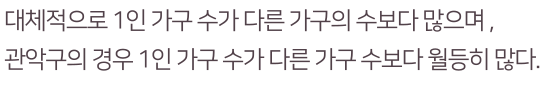 대체적으로 1인 가구 수가 다른 가구의 수보다 많으며 ,
관악구의 경우 1인 가구 수가 다른 가구 수보다 월등히 많다.